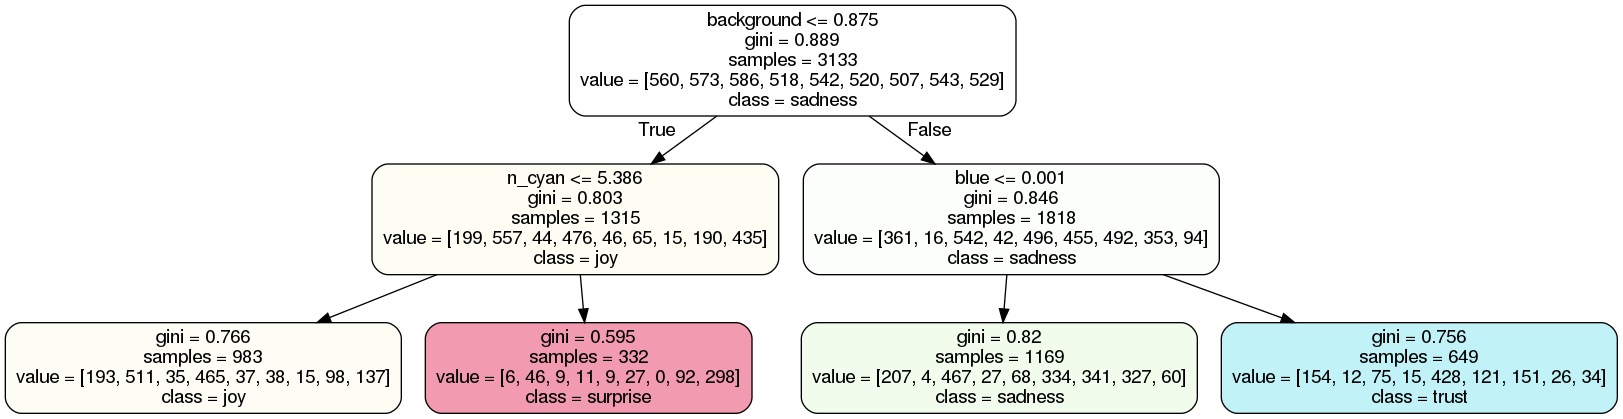 background <= 0.875
gini = 0.889
samples = 3133
value = [560, 573, 586, 518, 542, 520, 507, 543, 529]
class = sadness
True
False
n_cyan <= 5.386
gini = 0.803
samples = 1315
value = [199, 557, 44, 476, 46, 65, 15, 190, 435]
class = joy
blue <= 0.001
gini = 0.846
samples = 1818
value = [361, 16, 542, 42, 496, 455, 492, 353, 94]
class = sadness
gini = 0.766
samples = 983
value = [193, 511, 35, 465, 37, 38, 15, 98, 137]
class = joy
gini = 0.595
samples = 332
value = [6, 46, 9, 11, 9, 27, 0, 92, 298]
class = surprise
gini = 0.82
samples = 1169
value = [207, 4, 467, 27, 68, 334, 341, 327, 60]
class = sadness
gini = 0.756
samples = 649
value = [154, 12, 75, 15, 428, 121, 151, 26, 34]
class = trust